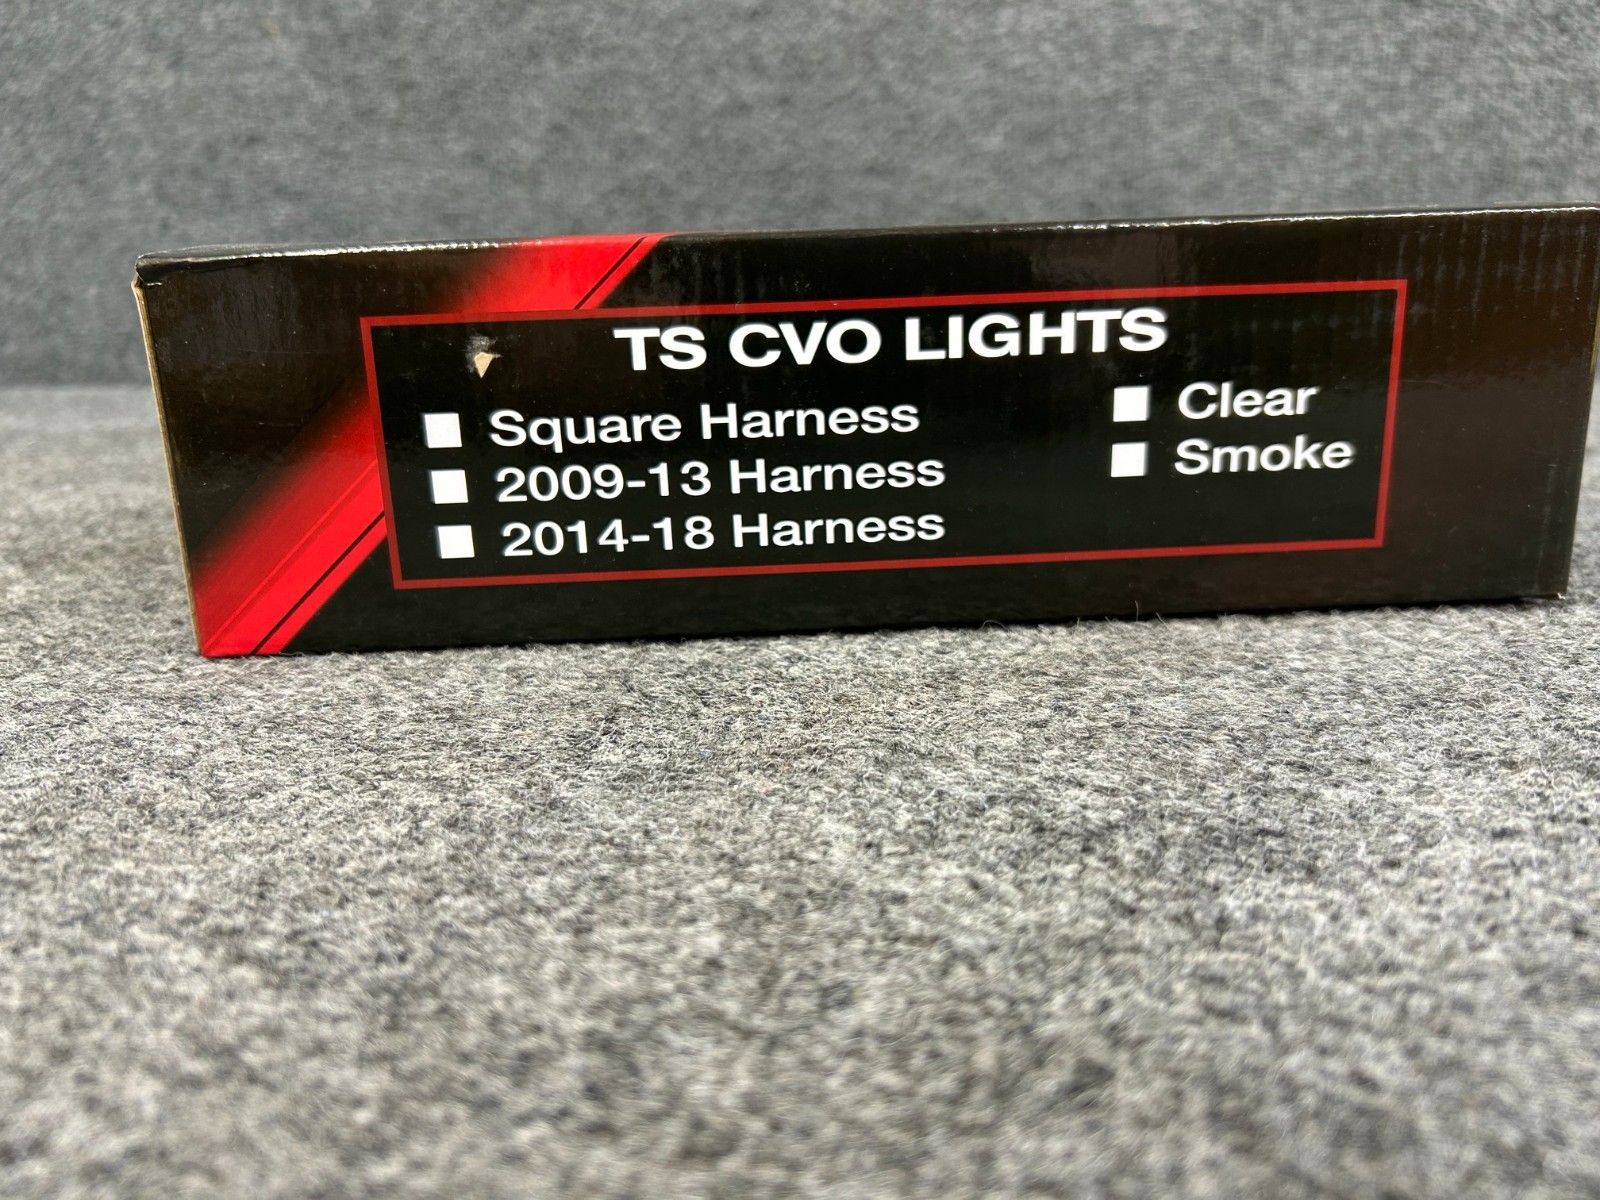 TS CVO LIGHTS
Square Harness
2009-13 Harness
2014-18 Harness
Clear
Smoke